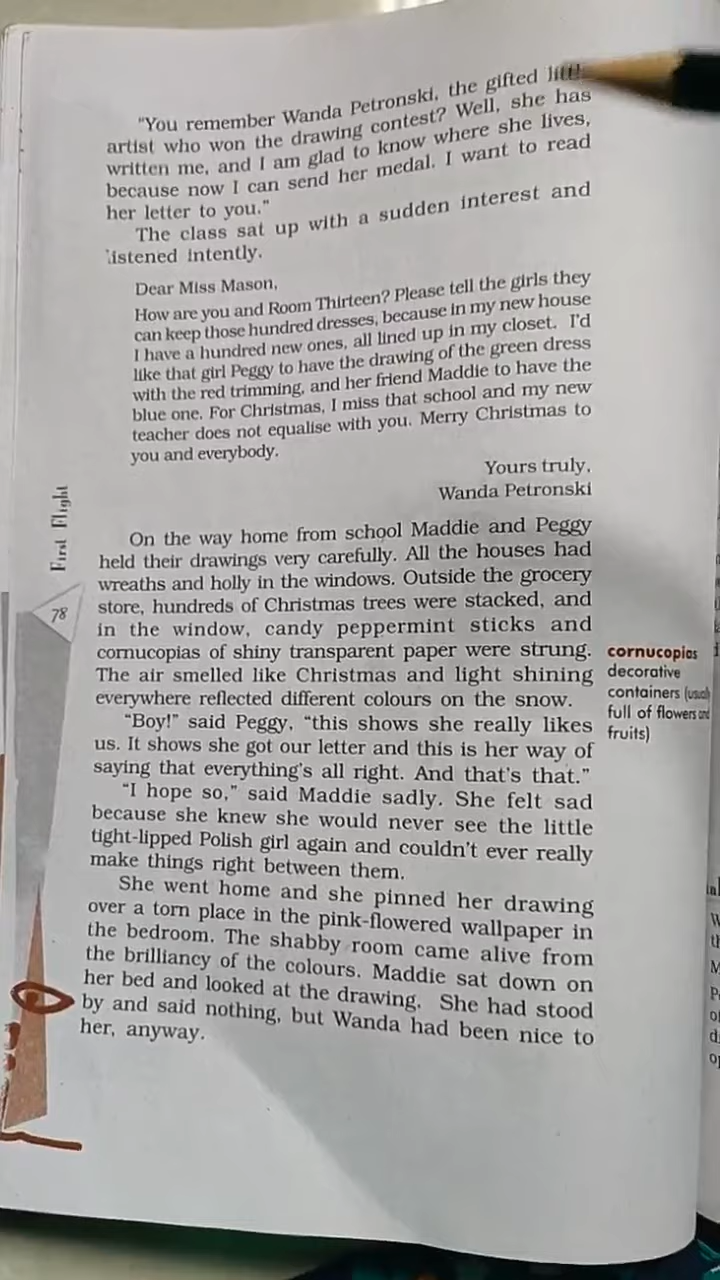 "You remember Wanda Petronski, the gifted
artist who won the drawing contest? Well, she has
written me, and I am glad to know where she lives,
because now I can send her medal. I want to read
her letter to you."
The class sat up with a sudden interest and
listened intently.
Dear Miss Mason,
How are you and Room Thirteen? Please tell the girls they
can keep those hundred dresses, because in my new house
I have a hundred new ones, all lined up in my closet. I'd
like that girl Peggy to have the drawing of the green dress
with the red trimming, and her friend Maddie to have the
blue one. For Christmas, I miss that school and my new
teacher does not equalise with you. Merry Christmas to
you and everybody.
Yours truly,
Wanda Petronski
First Flight
78
On the way home from school Maddie and Peggy
held their drawings very carefully. All the houses had
wreaths and holly in the windows. Outside the grocery
store, hundreds of Christmas trees were stacked, and
in the window, candy peppermint sticks and
cornucopias of shiny transparent paper were strung.
The air smelled like Christmas and light shining
everywhere reflected different colours on the snow.
cornucopias
decorative
containers (usually
full of flowers and
fruits)
"Boy!" said Peggy, "this shows she really likes
us. It shows she got our letter and this is her way of
saying that everything's all right. And that's that."
"I hope so," said Maddie sadly. She felt sad
because she knew she would never see the little
tight-lipped Polish girl again and couldn't ever really
make things right between them.
She went home and she pinned her drawing
over a torn place in the pink-flowered wallpaper in
the bedroom. The shabby room came alive from
the brilliancy of the colours. Maddie sat down on
her bed and looked at the drawing. She had stood
by and said nothing, but Wanda had been nice to
her, anyway.